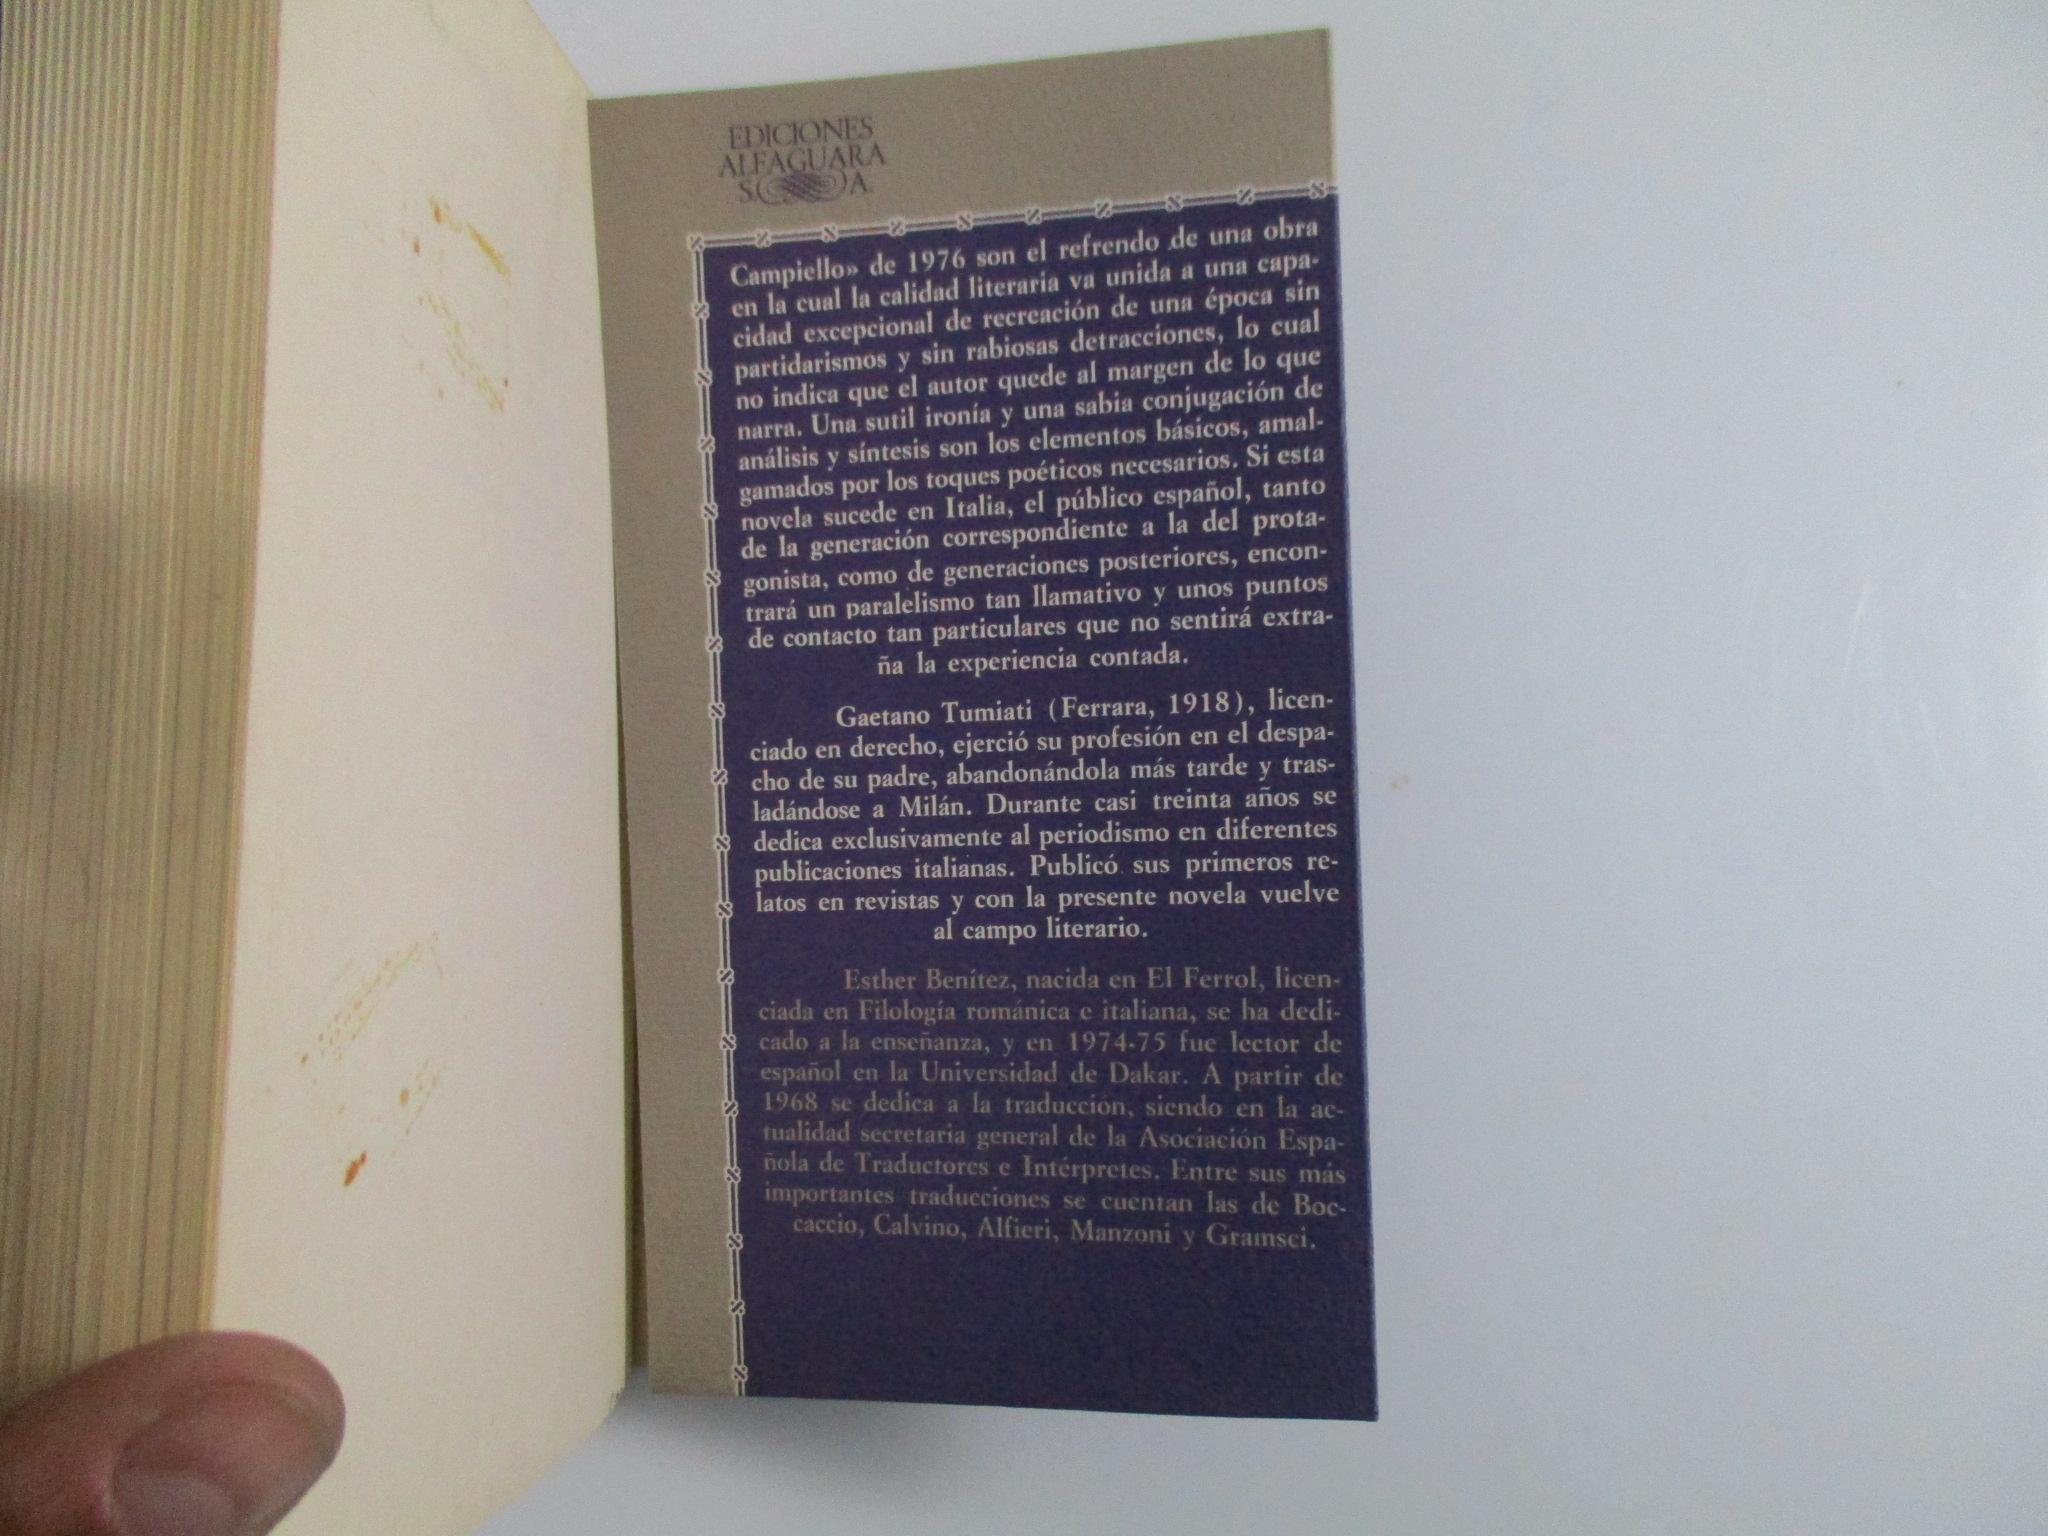 EDICIONES
ALFAGUARA
S. A.
Campiello» de 1976 son el refrendo de una obra
en la cual la calidad literaria va unida a una capa-
cidad excepcional de recreación de una época sin
partidarismos y sin rabiosas detracciones, lo cual
no indica que el autor quede al margen de lo que
narra. Una sutil ironía y una sabia conjugación de
análisis y síntesis son los elementos básicos, amal-
gamados por los toques poéticos necesarios. Si esta
novela sucede en Italia, el público español, tanto
de la generación correspondiente a la del prota-
gonista, como de generaciones posteriores, encon-
trará un paralelismo tan llamativo y unos puntos
de contacto tan particulares que no sentirá extra-
ña la experiencia contada.
Gaetano Tumiati (Ferrara, 1918), licen-
ciado en derecho, ejerció su profesión en el despa-
cho de su padre, abandonándola más tarde y tras-
ladándose a Milán. Durante casi treinta años se
dedica exclusivamente al periodismo en diferentes
publicaciones italianas. Publicó sus primeros re-
latos en revistas y con la presente novela vuelve
al campo literario.
Esther Benítez, nacida en El Ferrol, licen-
ciada en Filología románica e italiana, se ha dedi-
cado a la enseñanza, y en 1974-75 fue lector de
español en la Universidad de Dakar. A partir de
1968 se dedica a la traducción, siendo en la ac-
tualidad secretaria general de la Asociación Espa-
ñola de Traductores e Intérpretes. Entre sus más
importantes traducciones se cuentan las de Boc-
caccio, Calvino, Alfieri, Manzoni y Gramsci.